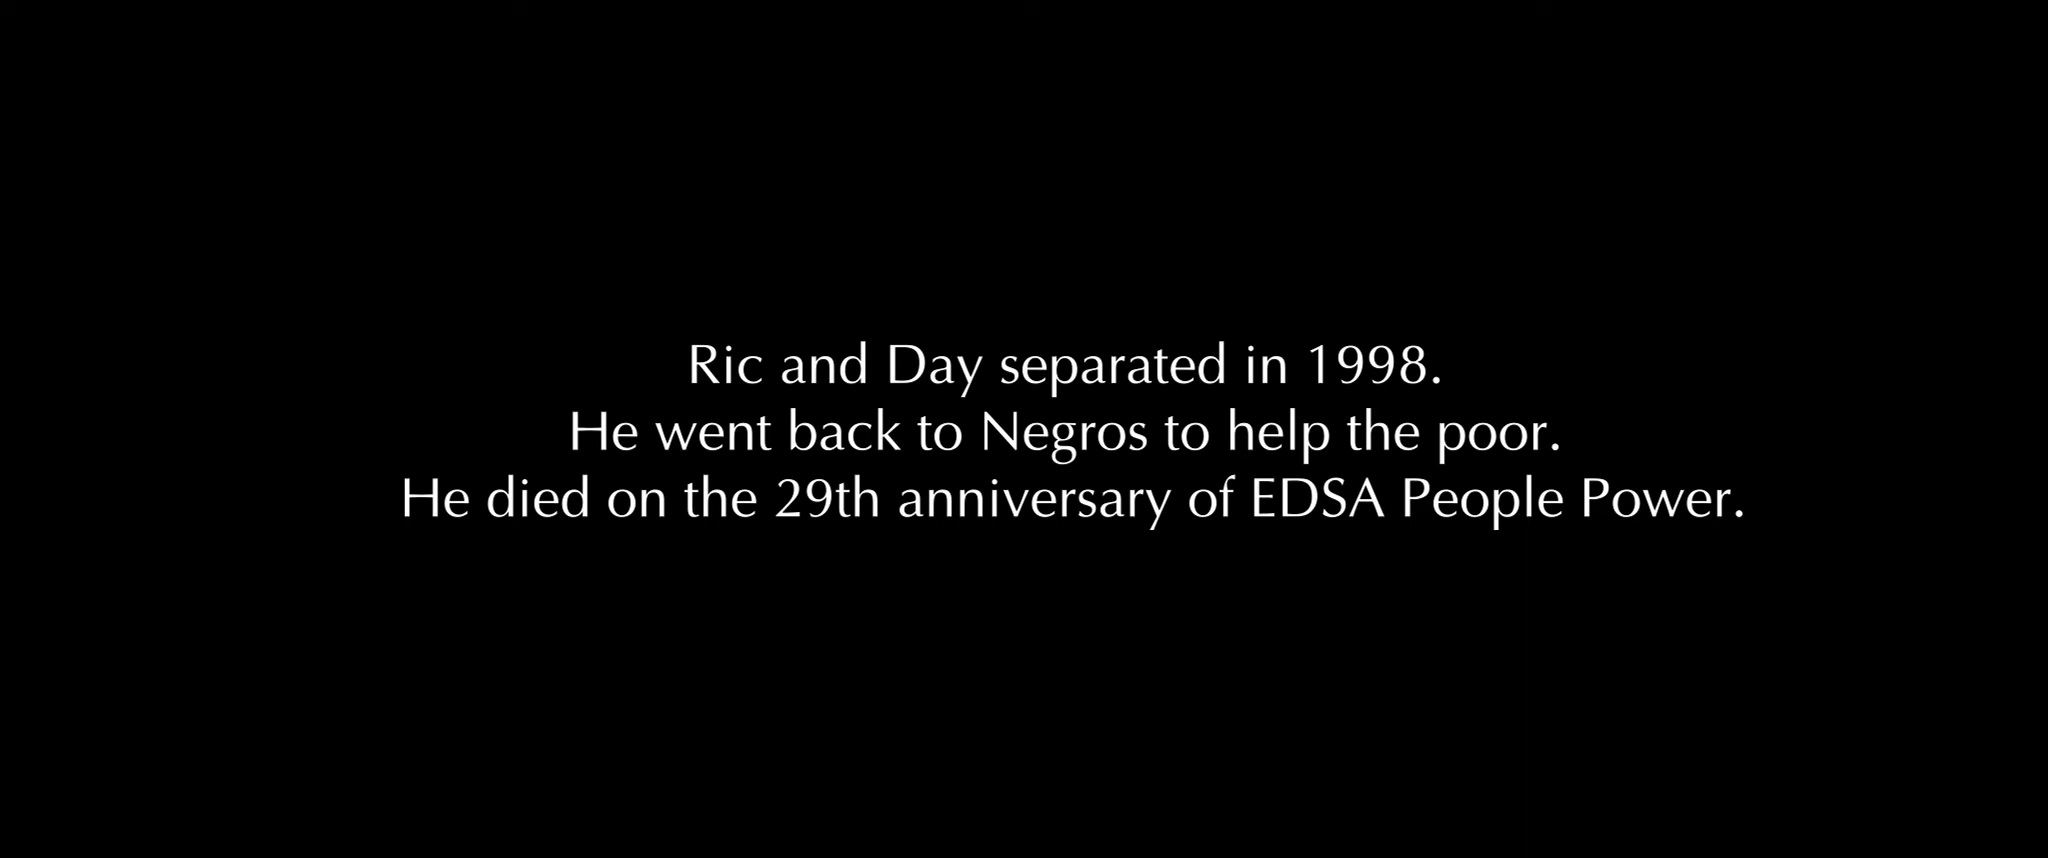 Ric and Day separated in 1998.
He went back to Negros to help the poor.
He died on the 29th anniversary of EDSA People Power.